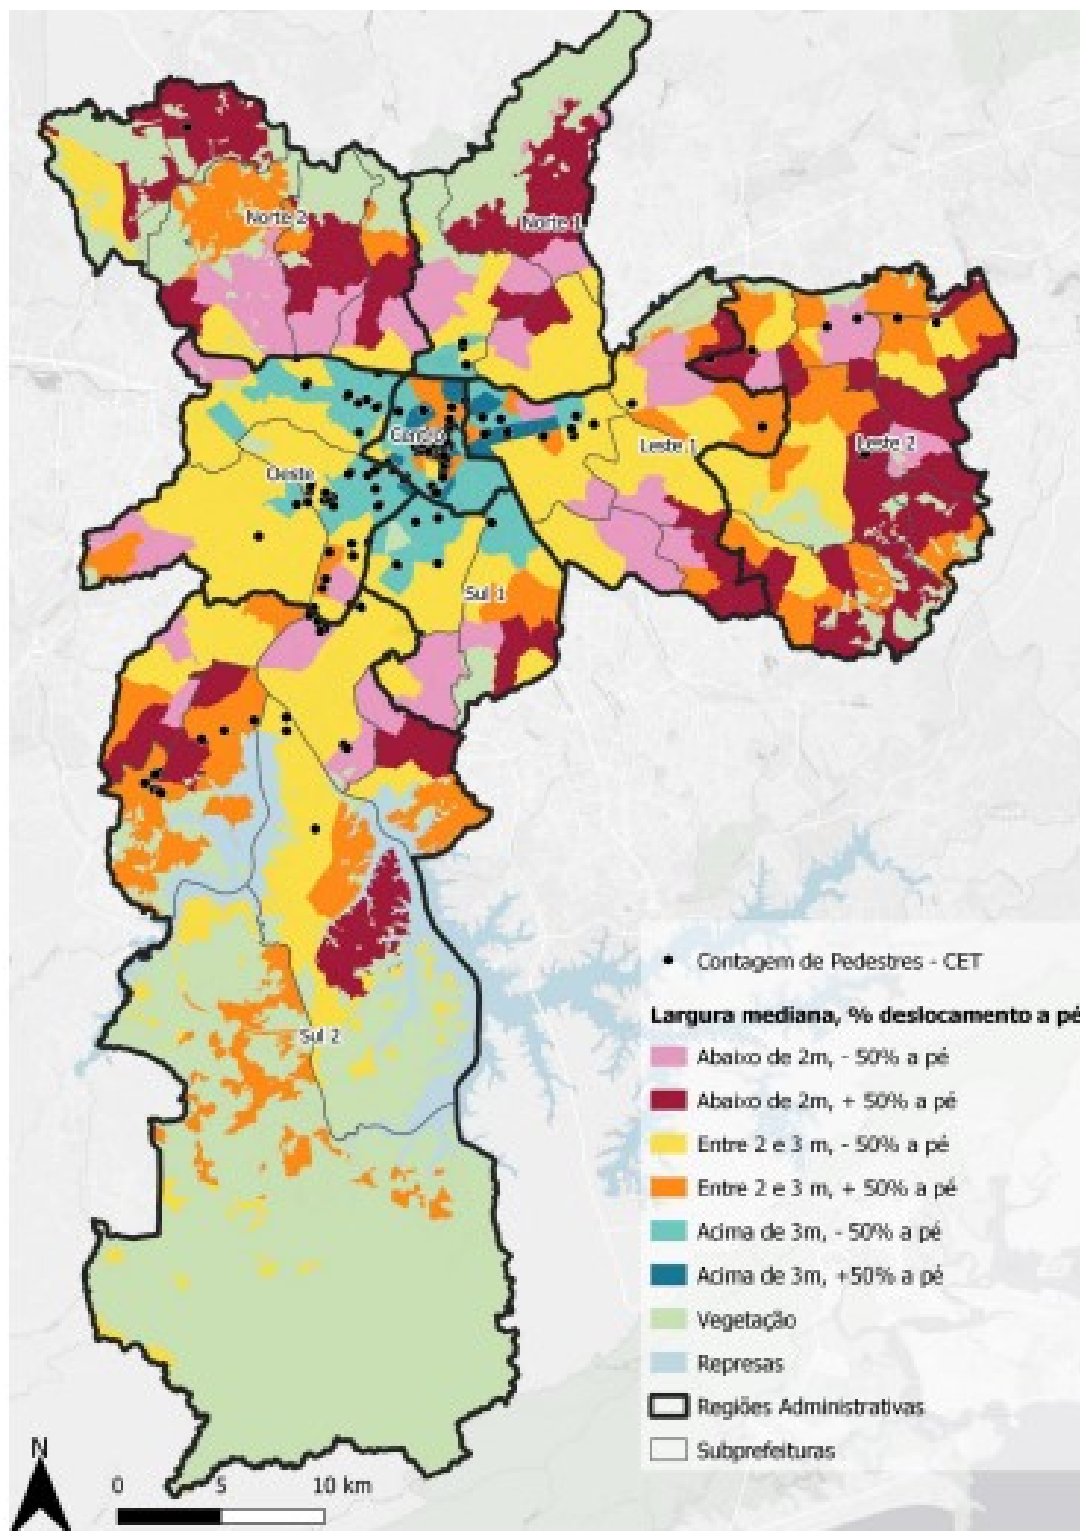 Norte 2
Norte 1
Centro
Leste 1
Leste 2
Oeste
Sul 1
Sul 2
Contagem de Pedestres - CET
Largura mediana, % deslocamento a pé
Abaixo de 2m, - 50% a pé
Abaixo de 2m, + 50% a pé
Entre 2 e 3 m, - 50% a pé
Entre 2 e 3 m, + 50% a pé
Acima de 3m, - 50% a pé
Acima de 3m, +50% a pé
Vegetação
Represas
Regiões Administrativas
Subprefeituras
N
0 5 10 km